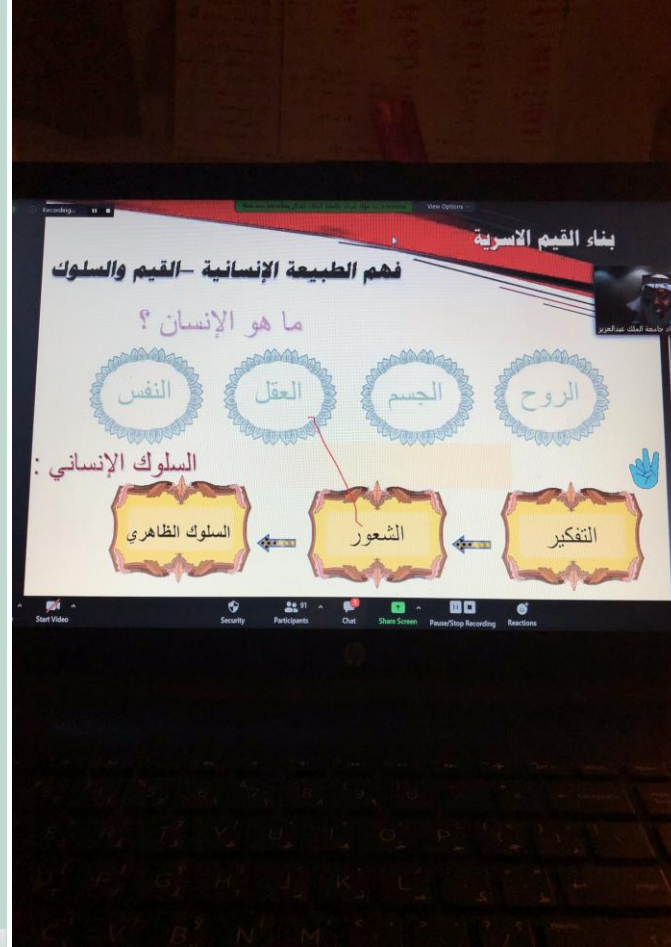 Recording...
View Options
بناء القيم الاسرية
فهم الطبيعة الإنسانية –القيم والسلوك
جامعة الملك عبدالعزيز
ما هو الإنسان ؟
الروح
الجسم
العقل
النفس
السلوك الإنساني :
التفكير
الشعور
السلوك الظاهري
Start Video
Security
Participants
91
Chat
1
Share Screen
Pause/Stop Recording
Reactions